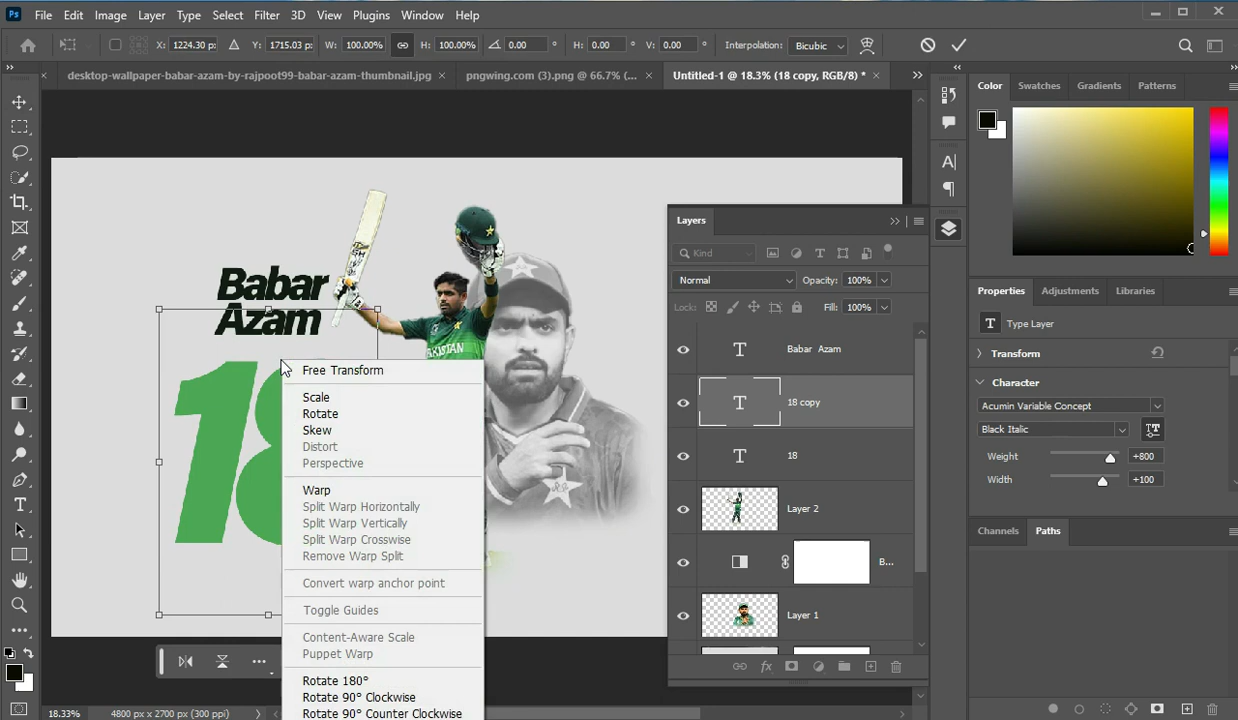 Ps File Edit Image Layer Type Select Filter 3D View Plugins Window Help
X: 1224.30 p: Y: 1715.03 p: W: 100.00% H: 100.00% 0.00 ° H: 0.00 ° V: 0.00 ° Interpolation: Bicubic
desktop-wallpaper-babar-azam-by-rajpoot99-babar-azam-thumbnail.jpg × pngwing.com (3).png @ 66.7% (... × Untitled-1 @ 18.3% (18 copy, RGB/8) * ×
Color Swatches Gradients Patterns
Babar
Azam
PAKISTAN
18
Free Transform
Scale
Rotate
Skew
Distort
Perspective
Warp
Split Warp Horizontally
Split Warp Vertically
Split Warp Crosswise
Remove Warp Split
Convert warp anchor point
Toggle Guides
Content-Aware Scale
Puppet Warp
Rotate 180°
Rotate 90° Clockwise
Rotate 90° Counter Clockwise
Layers
Kind
Normal Opacity: 100%
Lock: Fill: 100%
T Babar Azam
T 18 copy
T 18
Layer 2
B...
Layer 1
fx
Properties Adjustments Libraries
T Type Layer
Transform
Character
Acumin Variable Concept
Black Italic
Weight +800
Width +100
Channels Paths
18.33% 4800 px x 2700 px (300 ppi)